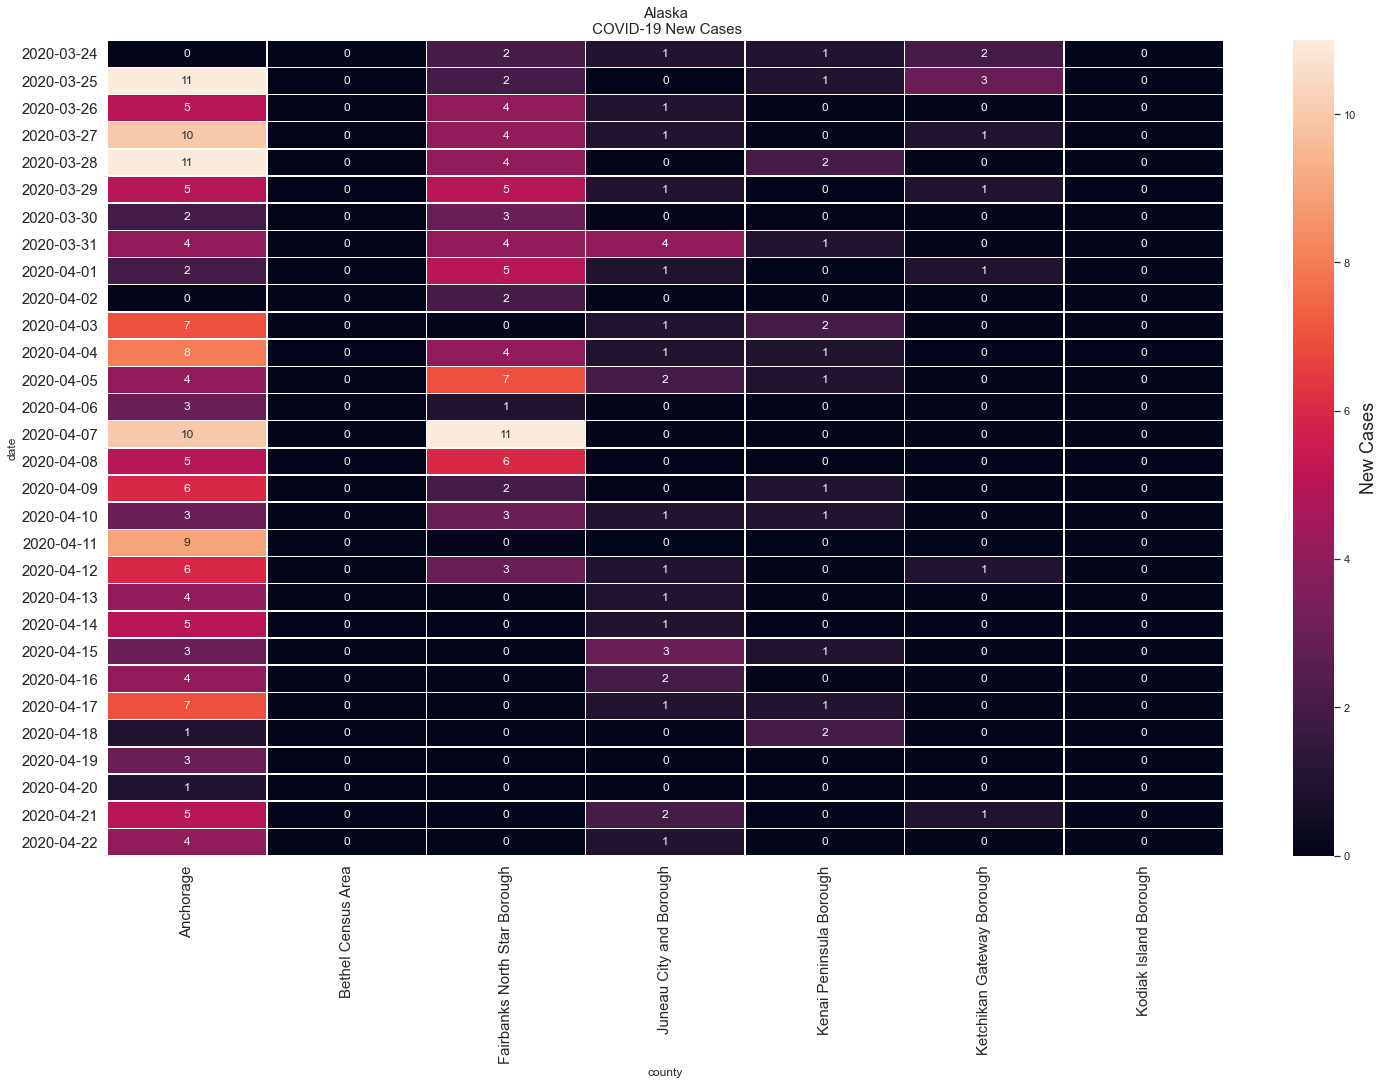 Alaska
COVID-19 New Cases
2020-03-24 0 0 2 1 1 2 0
2020-03-25 11 0 2 0 1 3 0
2020-03-26 5 0 4 1 0 0 0
2020-03-27 10 0 4 1 0 1 0
2020-03-28 11 0 4 0 2 0 0
2020-03-29 5 0 5 1 0 1 0
2020-03-30 2 0 3 0 0 0 0
2020-03-31 4 0 4 4 1 0 0
2020-04-01 2 0 5 1 0 1 0
2020-04-02 0 0 2 0 0 0 0
2020-04-03 7 0 0 1 2 0 0
2020-04-04 8 0 4 1 1 0 0
2020-04-05 4 0 7 2 1 0 0
2020-04-06 3 0 1 0 0 0 0
2020-04-07 10 0 11 0 0 0 0
2020-04-08 5 0 6 0 0 0 0
2020-04-09 6 0 2 0 1 0 0
2020-04-10 3 0 3 1 1 0 0
2020-04-11 9 0 0 0 0 0 0
2020-04-12 6 0 3 1 0 1 0
2020-04-13 4 0 0 1 0 0 0
2020-04-14 5 0 0 1 0 0 0
2020-04-15 3 0 0 3 1 0 0
2020-04-16 4 0 0 2 0 0 0
2020-04-17 7 0 0 1 1 0 0
2020-04-18 1 0 0 0 2 0 0
2020-04-19 3 0 0 0 0 0 0
2020-04-20 1 0 0 0 0 0 0
2020-04-21 5 0 0 2 0 1 0
2020-04-22 4 0 0 1 0 0 0
date
Anchorage
Bethel Census Area
Fairbanks North Star Borough
Juneau City and Borough
Kenai Peninsula Borough
Ketchikan Gateway Borough
Kodiak Island Borough
county
10
8
6
4
2
0
New Cases